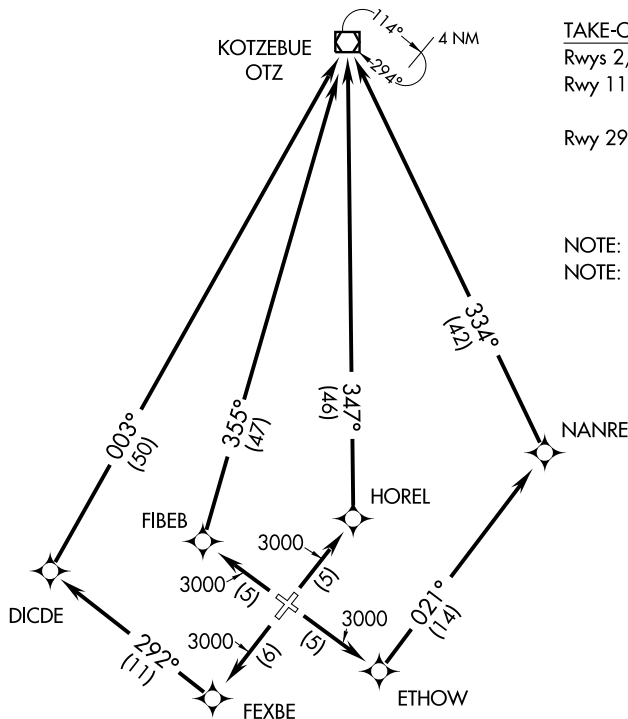 KOTZEBUE
OTZ
114°
294°
4 NM
TAKE-O
Rwys 2,
Rwy 11
Rwy 29
NOTE:
NOTE:
334°
(42)
347°
(46)
355°
(47)
003°
(50)
NANRE
HOREL
FIBEB
3000
(5)
3000
(5)
DICDE
3000
(6)
3000
(5)
021°
(14)
292°
(11)
FEXBE
ETHOW